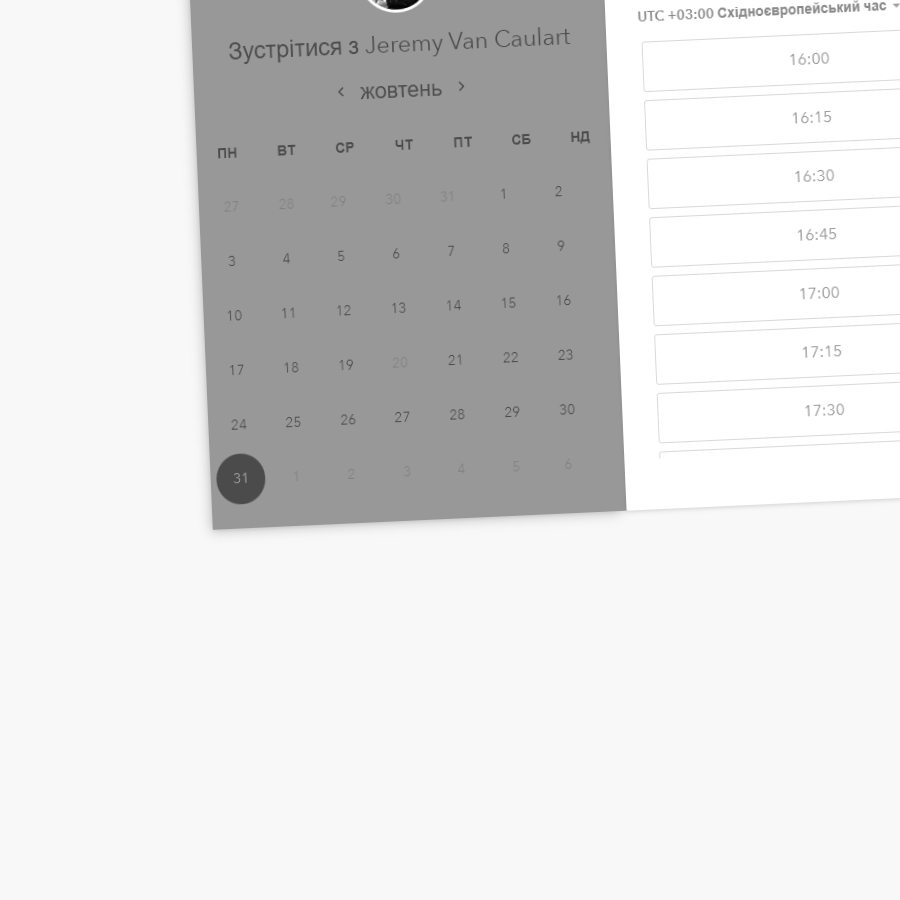 Зустрітися з Jeremy Van Caulart
< жовтень >
ПН ВТ СР ЧТ ПТ СБ НД
27 28 29 30 31 1 2
3 4 5 6 7 8 9
10 11 12 13 14 15 16
17 18 19 20 21 22 23
24 25 26 27 28 29 30
31 1 2 3 4 5 6
UTC +03:00 Східноєвропейський час
16:00
16:15
16:30
16:45
17:00
17:15
17:30